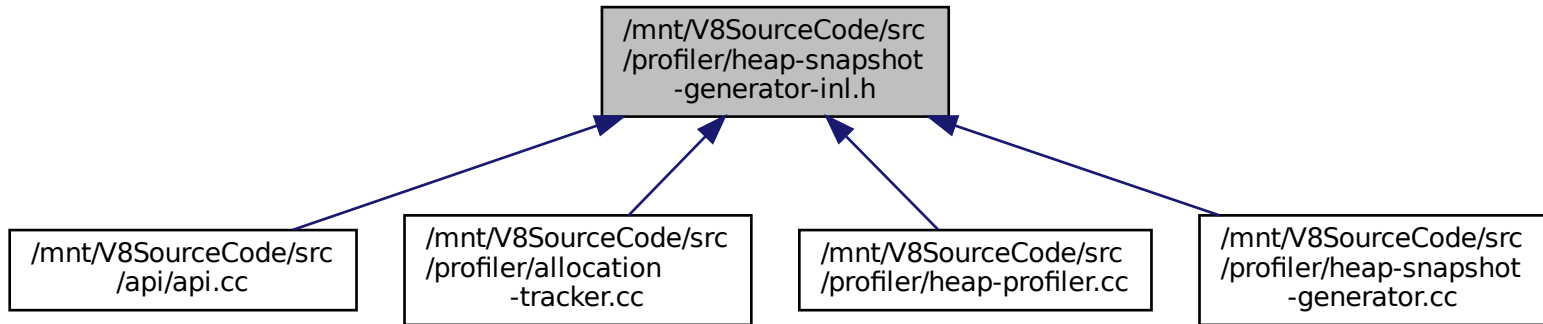 /mnt/V8SourceCode/src
/profiler/heap-snapshot
-generator-inl.h
/mnt/V8SourceCode/src
/api/api.cc
/mnt/V8SourceCode/src
/profiler/allocation
-tracker.cc
/mnt/V8SourceCode/src
/profiler/heap-profiler.cc
/mnt/V8SourceCode/src
/profiler/heap-snapshot
-generator.cc